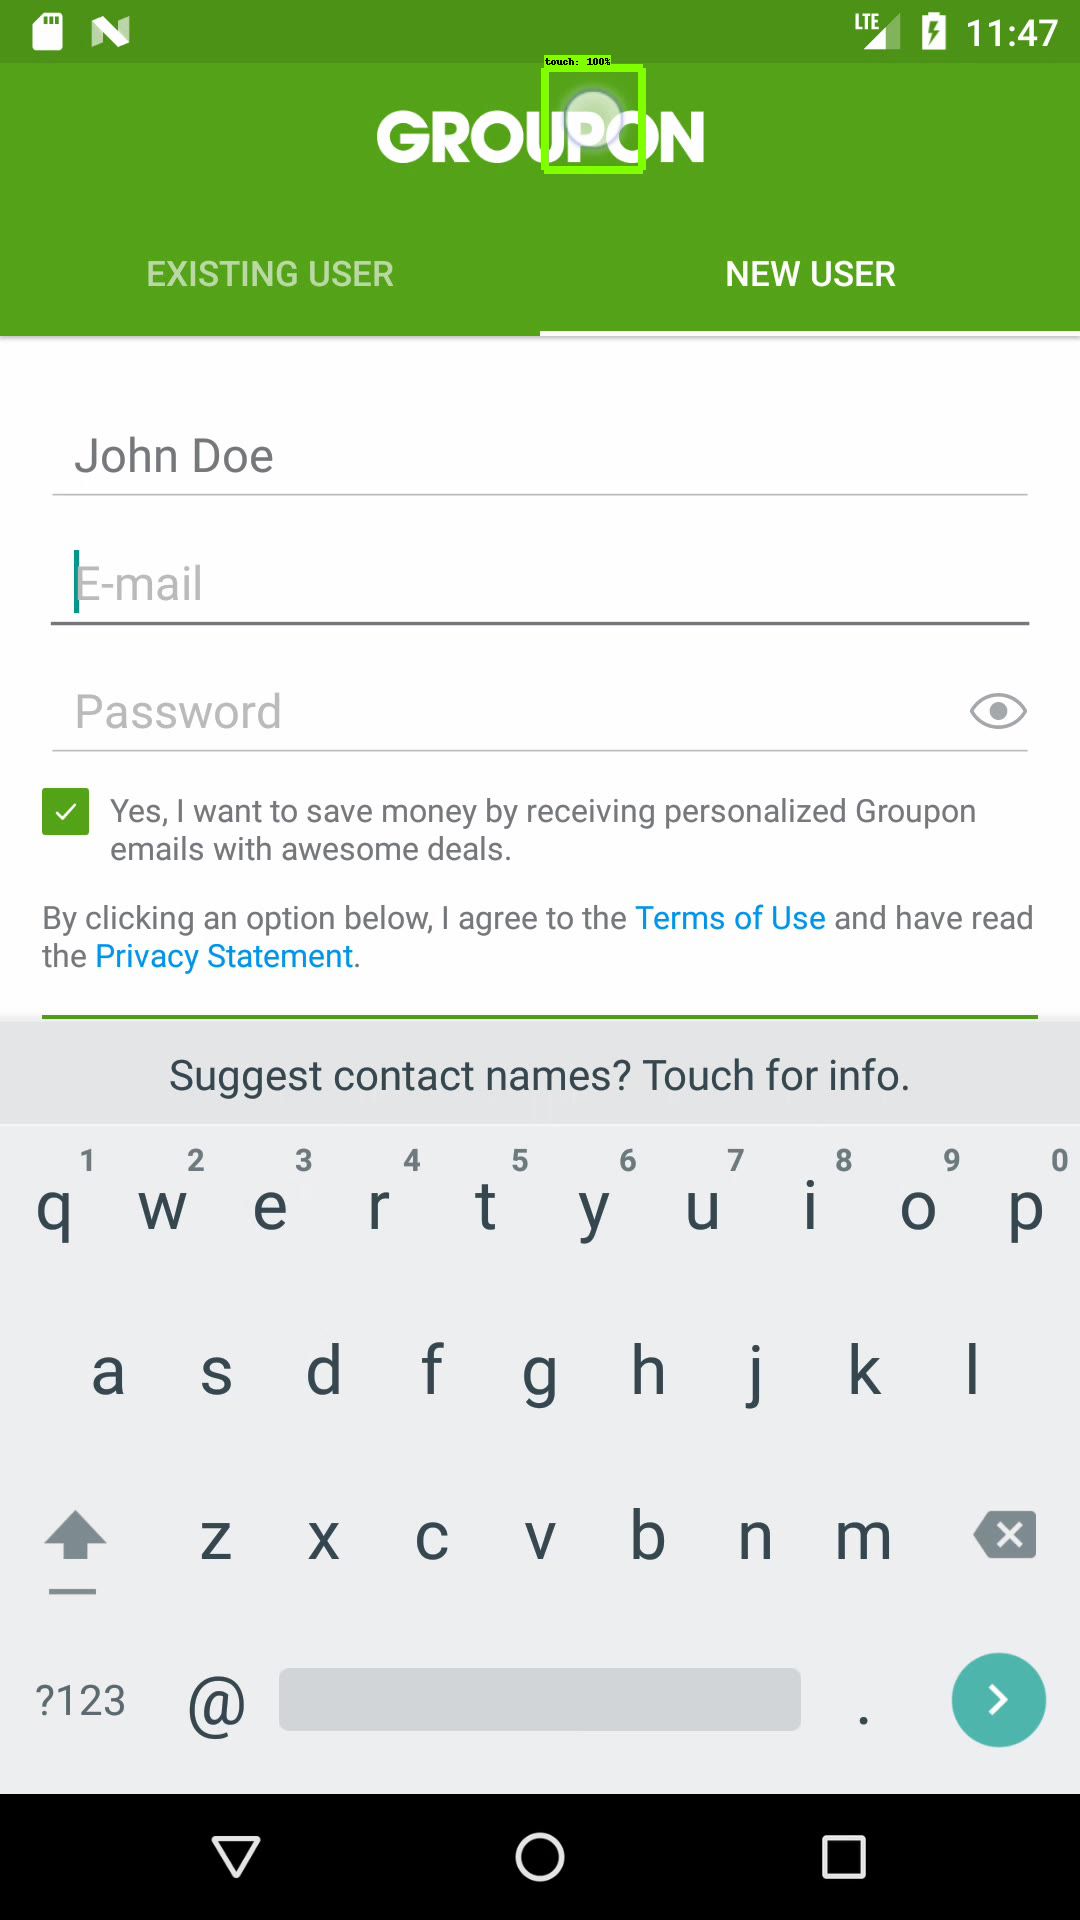 LTE 11:47
touch: 100%
GROUPON
EXISTING USER NEW USER
John Doe
E-mail
Password
Yes, I want to save money by receiving personalized Groupon
emails with awesome deals.
By clicking an option below, I agree to the Terms of Use and have read
the Privacy Statement.
Suggest contact names? Touch for info.
1 2 3 4 5 6 7 8 9 0
q w e r t y u i o p
a s d f g h j k l
z x c v b n m
?123 @ .